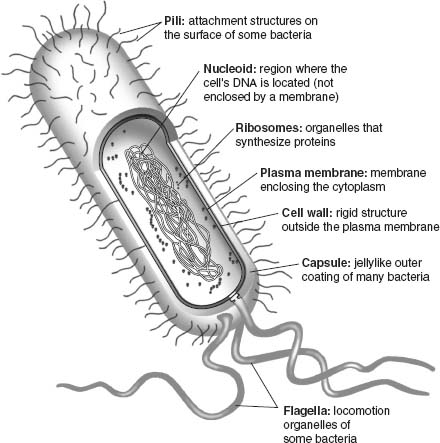 Pili: attachment structures on
the surface of some bacteria
Nucleoid: region where the
cell's DNA is located (not
enclosed by a membrane)
Ribosomes: organelles that
synthesize proteins
Plasma membrane: membrane
enclosing the cytoplasm
Cell wall: rigid structure
outside the plasma membrane
Capsule: jellylike outer
coating of many bacteria
Flagella: locomotion
organelles of
some bacteria